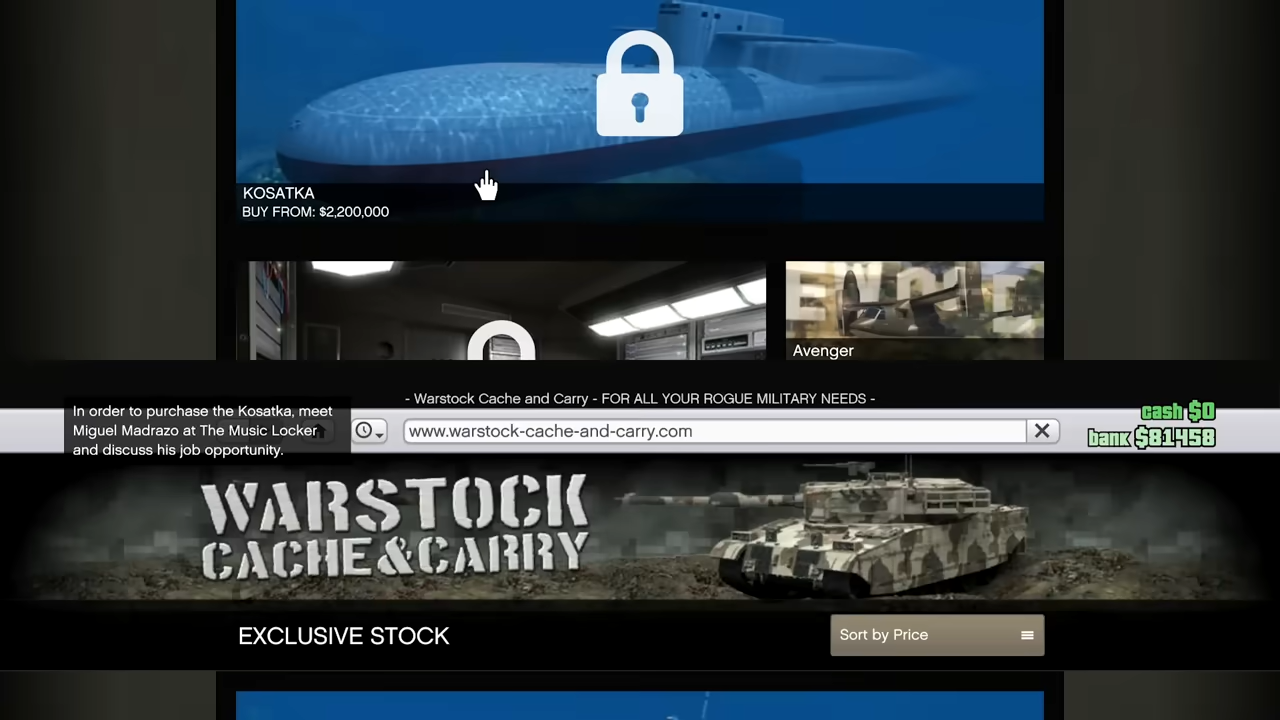 KOSATKA
BUY FROM: $2,200,000
Avenger
- Warstock Cache and Carry - FOR ALL YOUR ROGUE MILITARY NEEDS -
In order to purchase the Kosatka, meet
Miguel Madrazo at The Music Locker
and discuss his job opportunity.
www.warstock-cache-and-carry.com
cash $0
bank $81458
WARSTOCK
CACHE&CARRY
EXCLUSIVE STOCK
Sort by Price